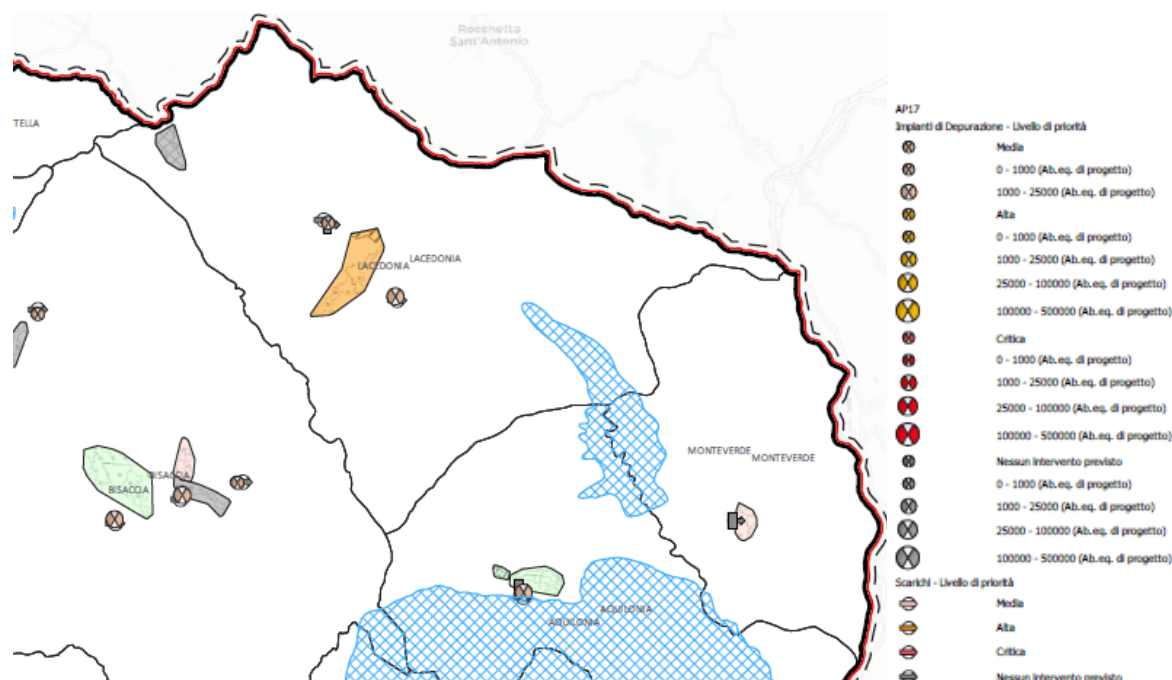 Rocchetta
Sant'Antonio
TELLA
LACEDONIA
LACEDONIA
MONTEVERDE
MONTEVERDE
BISACCIA
BISACCIA
AQUILONIA
AQUILONIA
AP17
Impianti di Depurazione - Livello di priorità
Media
0 - 1000 (Ab.eq. di progetto)
1000 - 25000 (Ab.eq. di progetto)
Alta
0 - 1000 (Ab.eq. di progetto)
1000 - 25000 (Ab.eq. di progetto)
25000 - 100000 (Ab.eq. di progetto)
100000 - 500000 (Ab.eq. di progetto)
Critica
0 - 1000 (Ab.eq. di progetto)
1000 - 25000 (Ab.eq. di progetto)
25000 - 100000 (Ab.eq. di progetto)
100000 - 500000 (Ab.eq. di progetto)
Nessun intervento previsto
0 - 1000 (Ab.eq. di progetto)
1000 - 25000 (Ab.eq. di progetto)
25000 - 100000 (Ab.eq. di progetto)
100000 - 500000 (Ab.eq. di progetto)
Scarichi - Livello di priorità
Media
Alta
Critica
Nessun intervento previsto